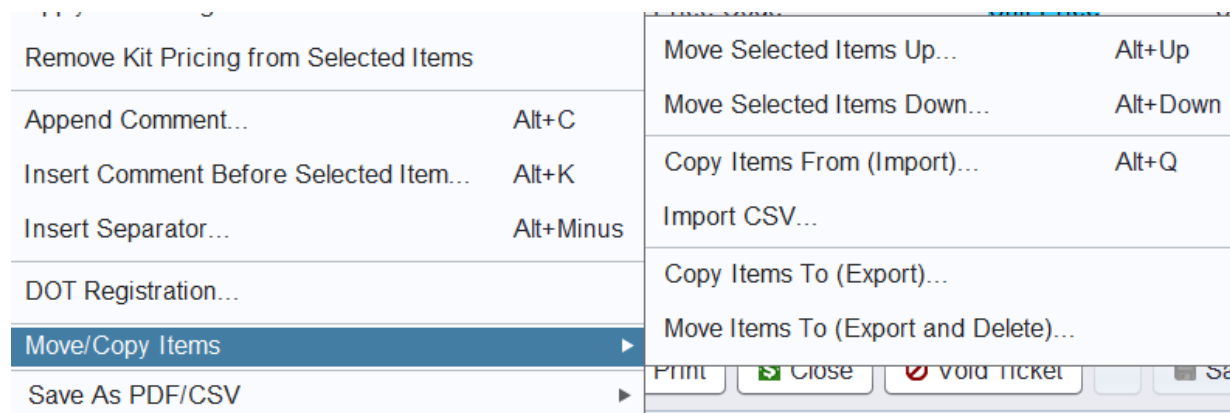 Remove Kit Pricing from Selected Items
Append Comment... Alt+C
Insert Comment Before Selected Item... Alt+K
Insert Separator... Alt+Minus
DOT Registration...
Move/Copy Items
Save As PDF/CSV
Move Selected Items Up... Alt+Up
Move Selected Items Down... Alt+Down
Copy Items From (Import)... Alt+Q
Import CSV...
Copy Items To (Export)...
Move Items To (Export and Delete)...
Print Close Void Ticket Sa